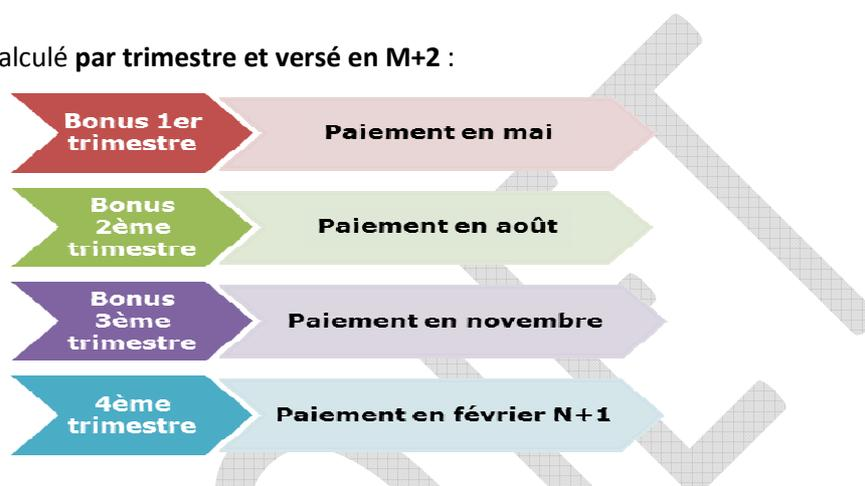 alculé par trimestre et versé en M+2 :
Bonus 1er
trimestre
Paiement en mai
Bonus
2ème
trimestre
Paiement en août
Bonus
3ème
trimestre
Paiement en novembre
4ème
trimestre
Paiement en février N+1